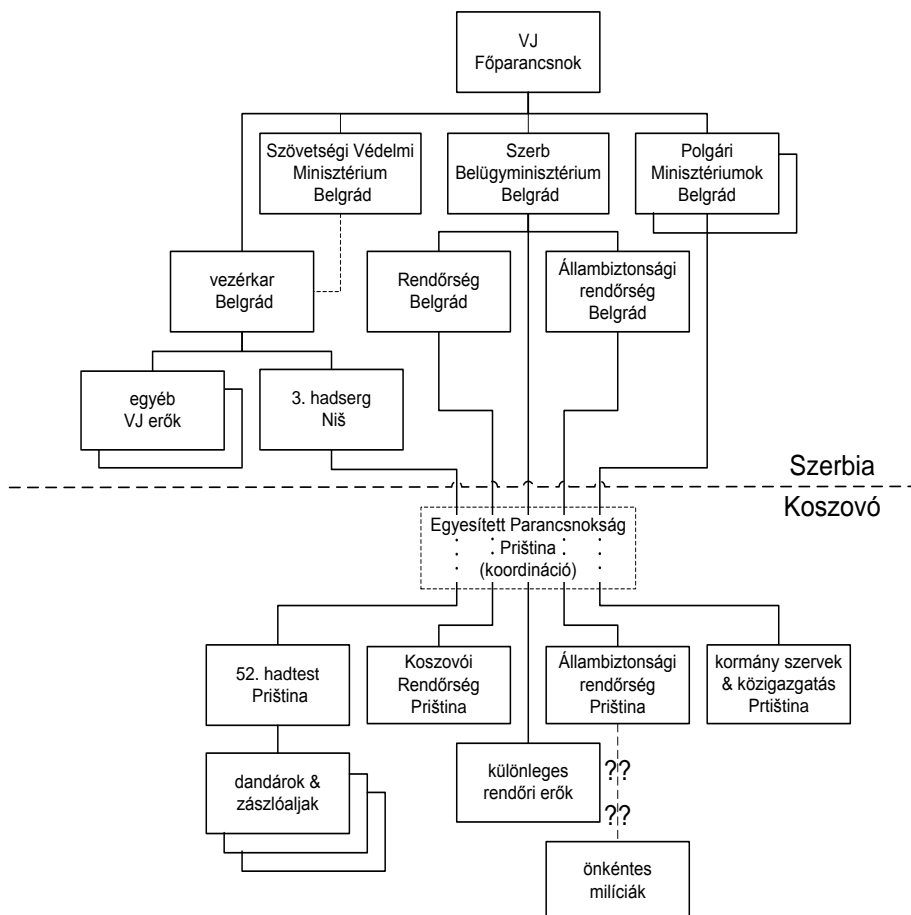 VJ
Főparancsnok
Szövetségi Védelmi
Minisztérium
Belgrád
Szerb
Belügyminisztérium
Belgrád
Polgári
Minisztériumok
Belgrád
vezérkar
Belgrád
Rendőrség
Belgrád
Állambiztonsági
rendőrség
Belgrád
egyéb
VJ erők
3. hadserg
Niš
Szerbia
Koszovó
Egyesített Parancsnokság
Priština
(koordináció)
52. hadtest
Priština
Koszovói
Rendőrség
Priština
Állambiztonsági
rendőrség
Priština
kormány szervek
& közigazgatás
Prtiština
dandárok &
zászlóaljak
különleges
rendőri erők
??
??
önkéntes
milíciák